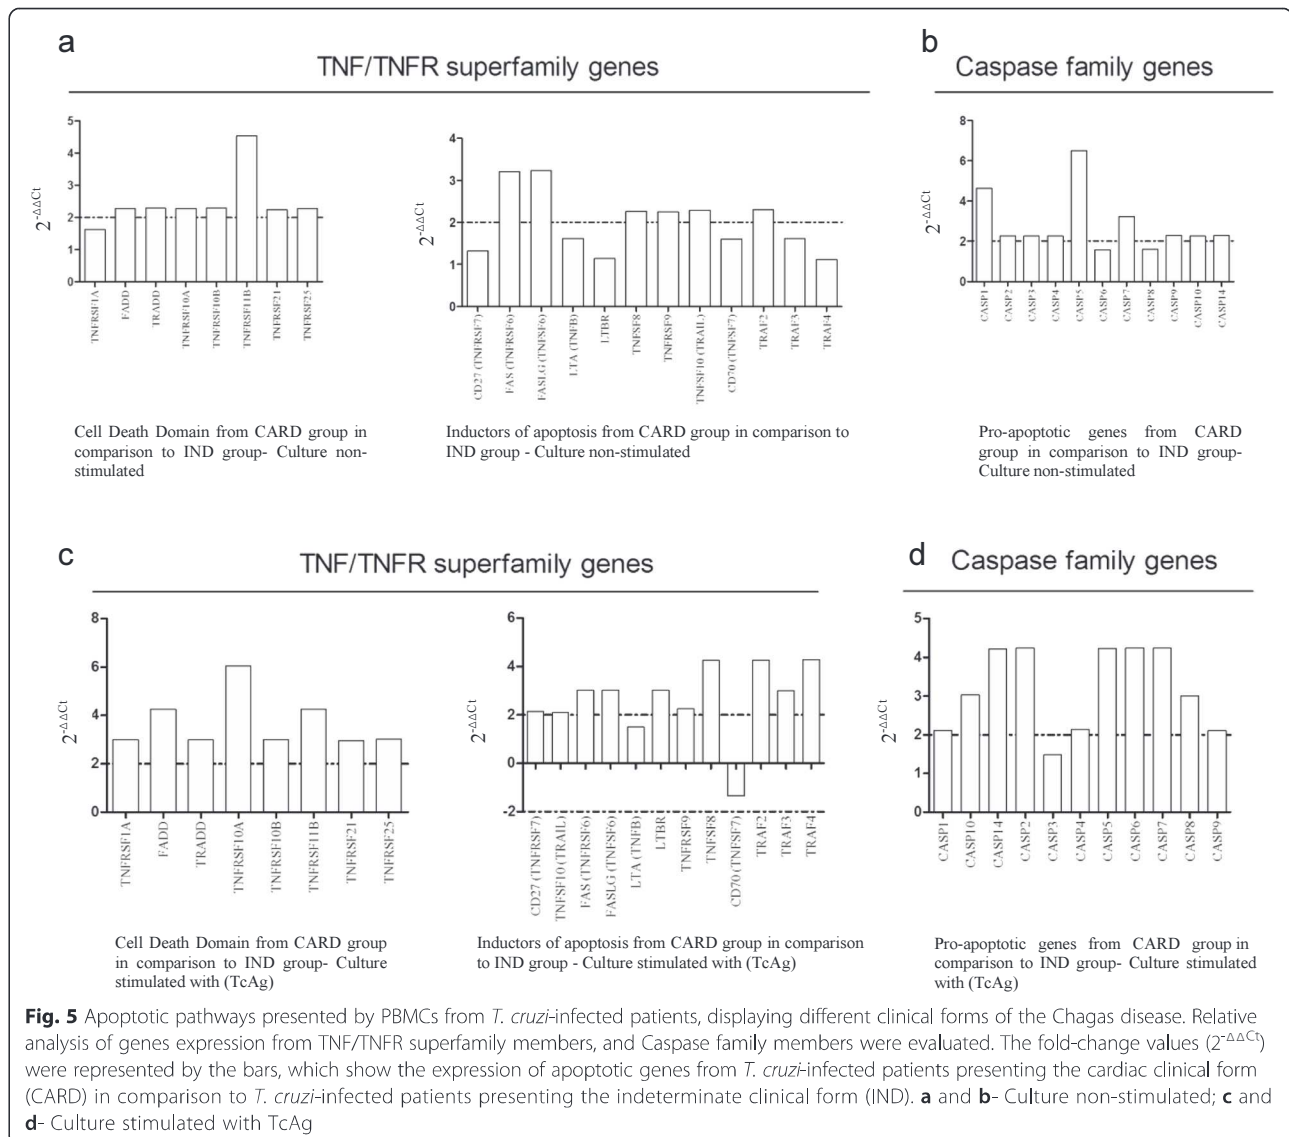 a
TNF/TNFR superfamily genes
b
Caspase family genes
5
4
3
2
1
0
2^-ΔΔCt
TNFRSF1A
FADD
TRADD
TNFRSF10A
TNFRSF10B
TNFRSF11B
TNFRSF21
TNFRSF25
4
3
2
1
0
2^-ΔΔCt
CD27 (TNFRSF7)
FAS (TNFRSF6)
FASLG (TNFSF6)
LTA (TNFB)
LTBR
TNFSF8
TNFRSF9
TNFSF10 (TRAIL)
CD70 (TNFSF7)
TRAF2
TRAF3
TRAF4
8
6
4
2
0
2^-ΔΔCt
CASP1
CASP2
CASP3
CASP4
CASP5
CASP6
CASP7
CASP8
CASP9
CASP10
CASP14
Cell Death Domain from CARD group in
comparison to IND group- Culture non-
stimulated
Inductors of apoptosis from CARD group in comparison to
IND group - Culture non-stimulated
Pro-apoptotic genes from CARD
group in comparison to IND group-
Culture non-stimulated
c
TNF/TNFR superfamily genes
d
Caspase family genes
8
6
4
2
0
2^-ΔΔCt
TNFRSF1A
FADD
TRADD
TNFRSF10A
TNFRSF10B
TNFRSF11B
TNFRSF21
TNFRSF25
6
4
2
0
-2
2^-ΔΔCt
CD27 (TNFRSF7)
TNFSF10 (TRAIL)
FAS (TNFRSF6)
FASLG (TNFSF6)
LTA (TNFB)
LTBR
TNFRSF9
TNFSF8
CD70 (TNFSF7)
TRAF2
TRAF3
TRAF4
5
4
3
2
1
0
2^-ΔΔCt
CASP1
CASP10
CASP14
CASP2
CASP3
CASP4
CASP5
CASP6
CASP7
CASP8
CASP9
Cell Death Domain from CARD group
in comparison to IND group- Culture
stimulated with (TcAg)
Inductors of apoptosis from CARD group in comparison
to IND group - Culture stimulated with (TcAg)
Pro-apoptotic genes from CARD group in
comparison to IND group- Culture stimulated
with (TcAg)
Fig. 5 Apoptotic pathways presented by PBMCs from T. cruzi-infected patients, displaying different clinical forms of the Chagas disease. Relative
analysis of genes expression from TNF/TNFR superfamily members, and Caspase family members were evaluated. The fold-change values (2^-ΔΔCt)
were represented by the bars, which show the expression of apoptotic genes from T. cruzi-infected patients presenting the cardiac clinical form
(CARD) in comparison to T. cruzi-infected patients presenting the indeterminate clinical form (IND). a and b- Culture non-stimulated; c and
d- Culture stimulated with TcAg